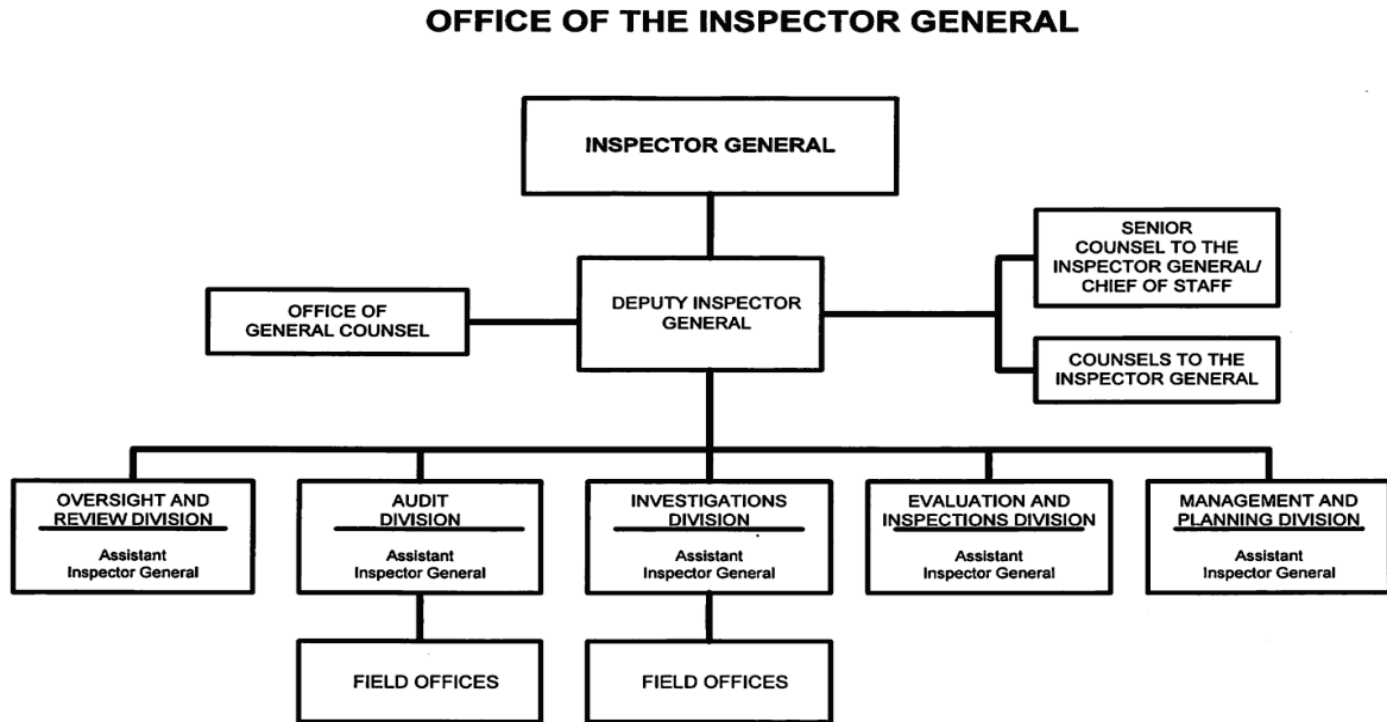 OFFICE OF THE INSPECTOR GENERAL
INSPECTOR GENERAL
SENIOR
COUNSEL TO THE
INSPECTOR GENERAL/
CHIEF OF STAFF
OFFICE OF
GENERAL COUNSEL
DEPUTY INSPECTOR
GENERAL
COUNSELS TO THE
INSPECTOR GENERAL
OVERSIGHT AND
REVIEW DIVISION
Assistant
Inspector General
AUDIT
DIVISION
Assistant
Inspector General
INVESTIGATIONS
DIVISION
Assistant
Inspector General
EVALUATION AND
INSPECTIONS DIVISION
Assistant
Inspector General
MANAGEMENT AND
PLANNING DIVISION
Assistant
Inspector General
FIELD OFFICES
FIELD OFFICES